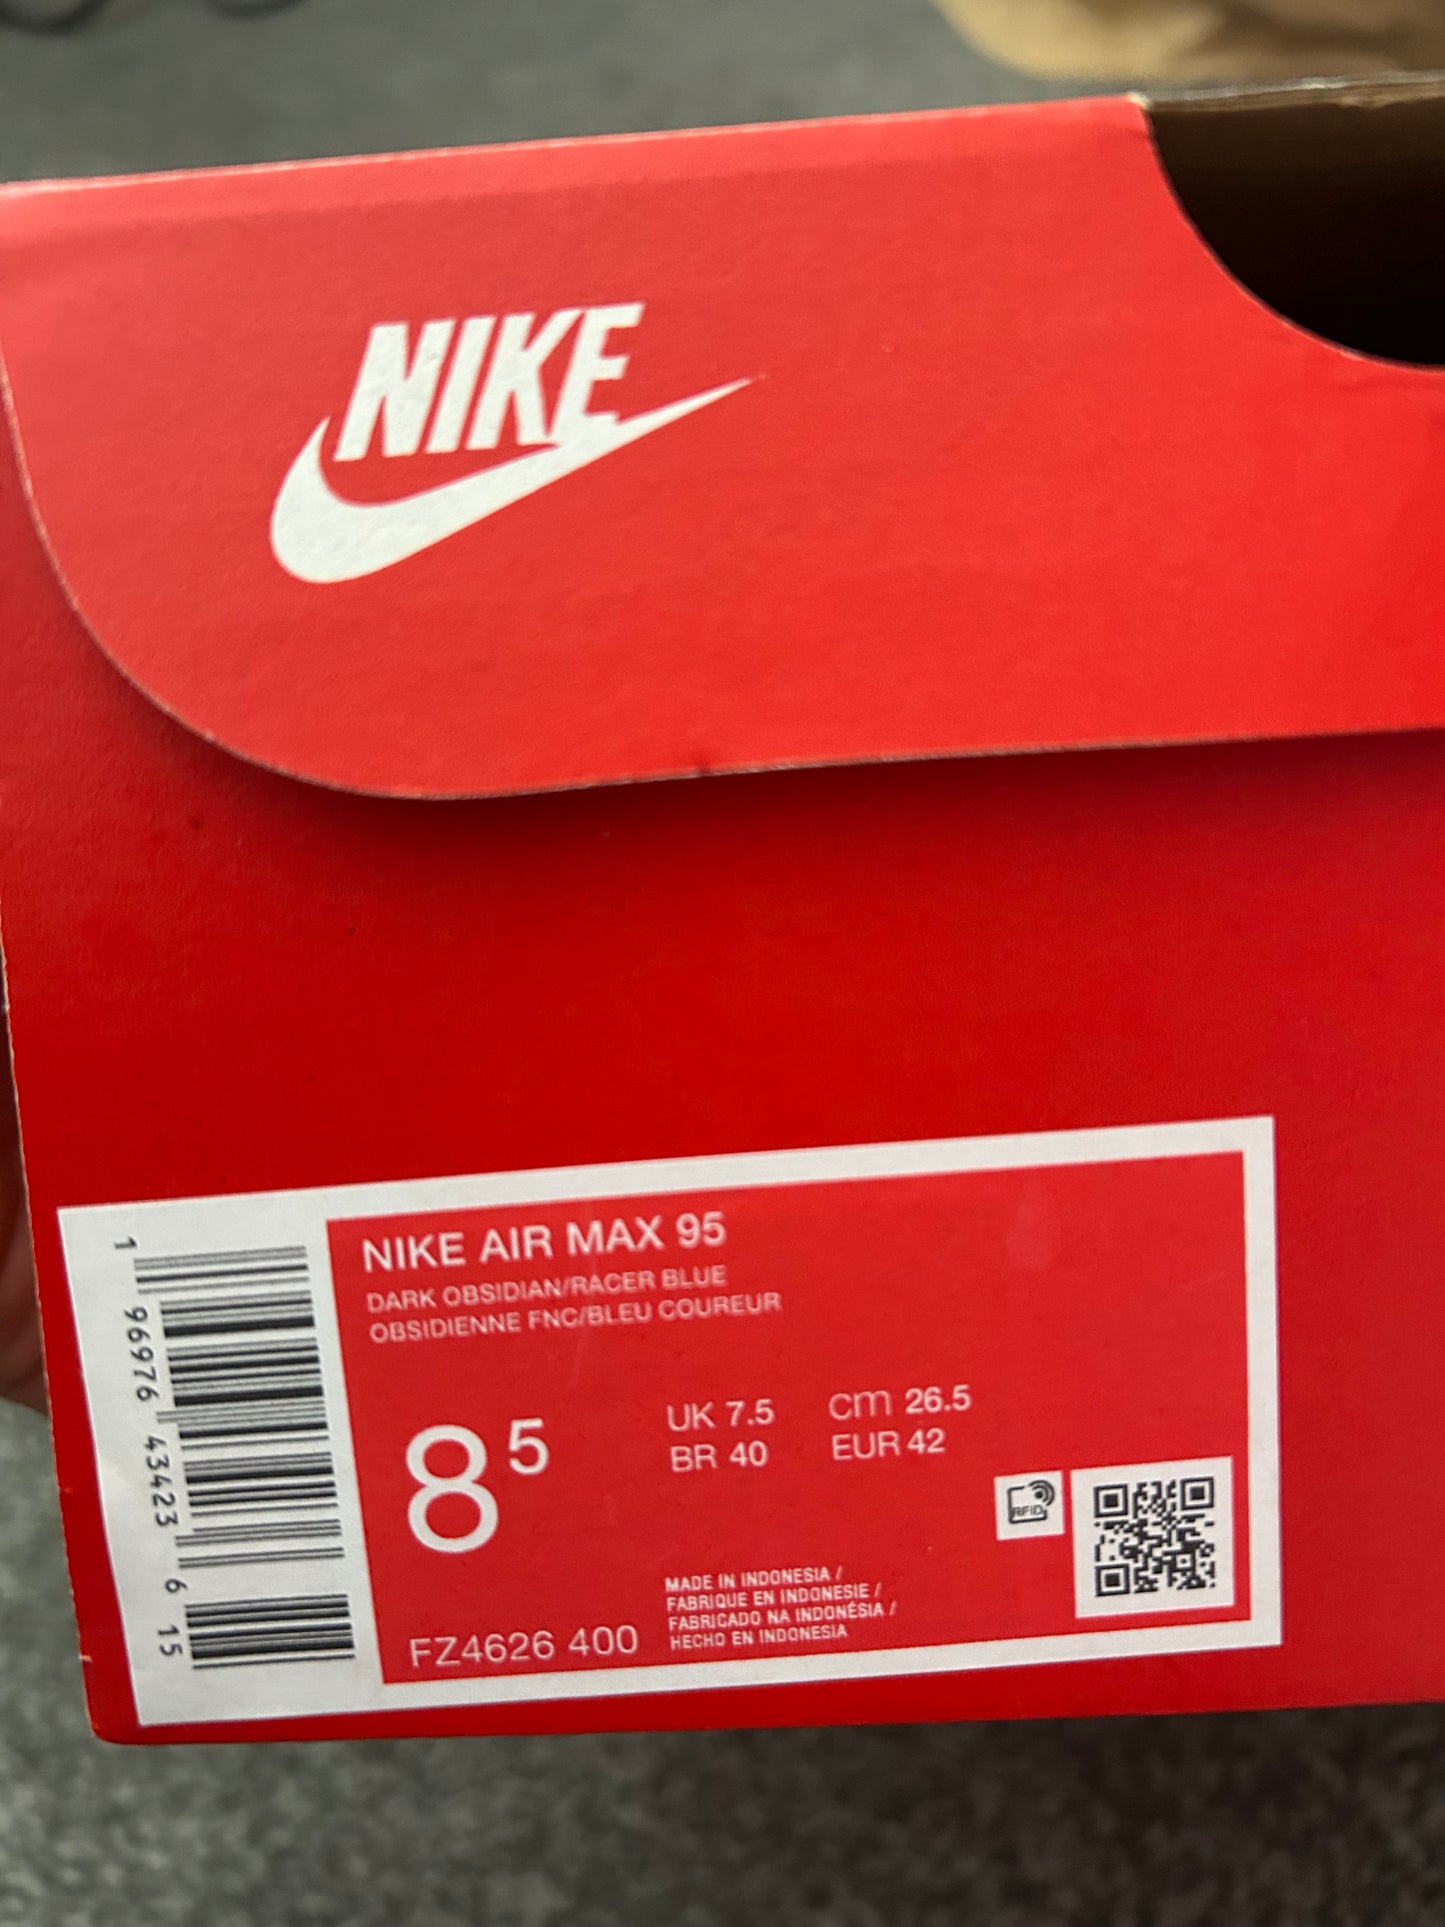 NIKE
NIKE AIR MAX 95
DARK OBSIDIAN/RACER BLUE
OBSIDIENNE FNC/BLEU COUREUR
8 5
UK 7.5 cm 26.5
BR 40 EUR 42
RFID
MADE IN INDONESIA /
FABRIQUE EN INDONESIE /
FABRICADO NA INDONÉSIA /
HECHO EN INDONESIA
FZ4626 400
1 96976 43423 6 15